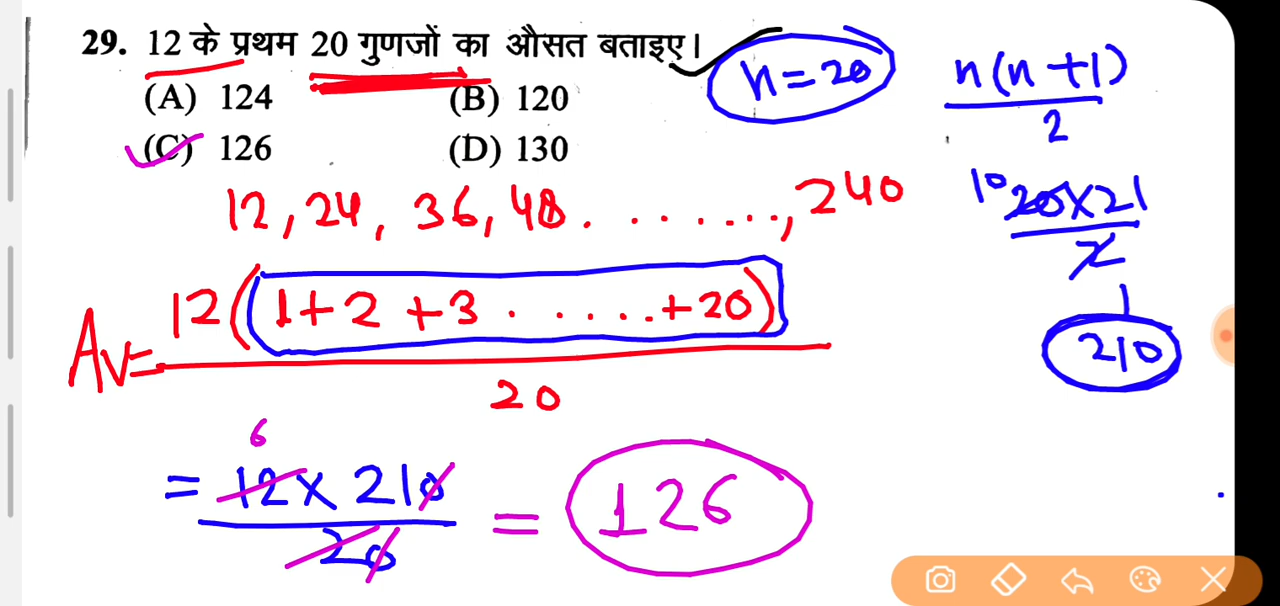 29. 12 के प्रथम 20 गुणजों का औसत बताइए।
(A) 124 (B) 120
(C) 126 (D) 130
n=20
n(n+1)
2
12, 24, 36, 48. . . . . . . ., 240
10
20×21
2
1
210
12(1+2+3 . . . . . . +20)
Av=
20
6
= 12×210
20
= 126